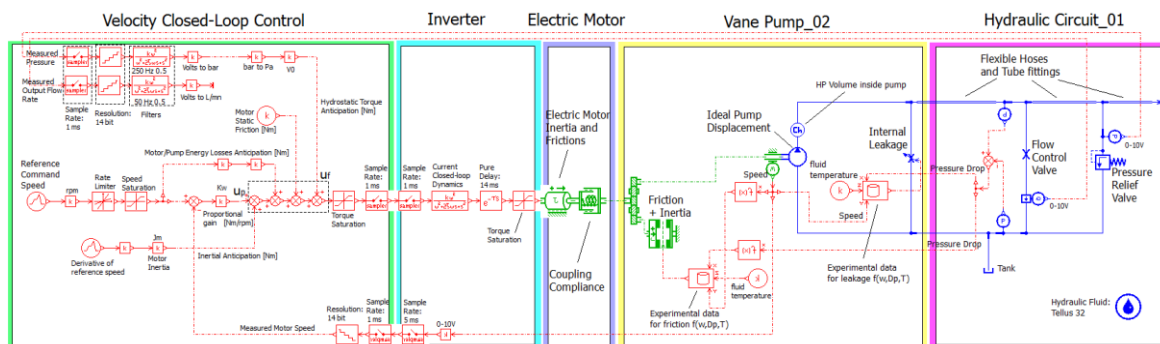 Velocity Closed-Loop Control
Inverter
Electric Motor
Vane Pump_02
Hydraulic Circuit_01
Measured
Pressure
sampler
k
Volts to bar
k
bar to Pa
k
V0
250 Hz 0.5
Measured
Output Flow
Rate
sampler
k
Volts to L/mn
50 Hz 0.5
Sample
Rate:
1 ms
Resolution:
14 bit
Filters
Hydrostatic Torque
Anticipation [Nm]
Motor
Static
Friction [Nm]
k
Motor/Pump Energy Losses Anticipation [Nm]
k
k
Reference
Command
Speed
rpm
k
Rate
Limiter
Speed
Saturation
Kw
k
Proportional
gain
[Nm/rpm]
up
uf
Torque
Saturation
Sample
Rate:
1 ms
Sample
Rate:
1 ms
Current
Closed-loop
Dynamics
Pure
Delay:
14 ms
Torque
Saturation
Derivative of
reference speed
k
Jm
k
Motor
Inertia
Inertial Anticipation [Nm]
Measured Motor Speed
Resolution:
14 bit
Sample
Rate:
1 ms
Sample
Rate:
5 ms
0-10V
k
Electric Motor
Inertia and
Frictions
Coupling
Compliance
HP Volume inside pump
Ch
Ideal Pump
Displacement
Speed
fluid
temperature
k
Speed
Internal
Leakage
Friction
+ Inertia
f(x)
f(x)
k
fluid
temperature
Experimental data
for friction f(w,Dp,T)
Experimental data
for leakage f(w,Dp,T)
Flexible Hoses
and Tube fittings
Pressure Drop
Pressure Drop
Flow
Control
Valve
0-10V
0-10V
Pressure
Relief
Valve
Tank
Hydraulic Fluid:
Tellus 32